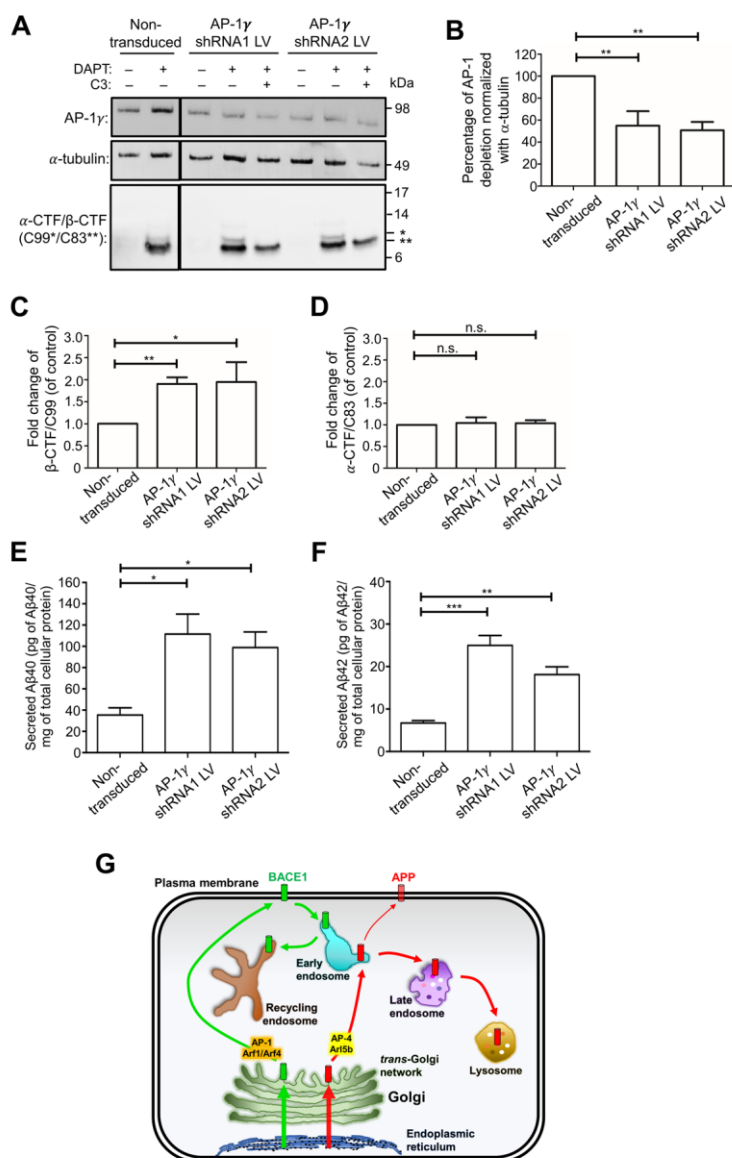 A
Non-
transduced
AP-1γ
shRNA1 LV
AP-1γ
shRNA2 LV
DAPT: – + – + + – + +
C3: – – – – + – – +
kDa
AP-1γ:
98
α-tubulin:
49
α-CTF/β-CTF
(C99*/C83**):
17
14
*
**
6
B
Percentage of AP-1
depletion normalized
with α-tubulin
120
100
80
60
40
20
0
**
**
Non-
transduced
AP-1γ
shRNA1 LV
AP-1γ
shRNA2 LV
C
Fold change of
β-CTF/C99 (of control)
3.0
2.5
2.0
1.5
1.0
0.5
0
*
**
Non-
transduced
AP-1γ
shRNA1 LV
AP-1γ
shRNA2 LV
D
Fold change of
α-CTF/C83 (of control)
3.0
2.5
2.0
1.5
1.0
0.5
0
n.s.
n.s.
Non-
transduced
AP-1γ
shRNA1 LV
AP-1γ
shRNA2 LV
E
Secreted Aβ40 (pg of Aβ40/
mg of total cellular protein)
160
140
120
100
80
60
40
20
0
*
*
Non-
transduced
AP-1γ
shRNA1 LV
AP-1γ
shRNA2 LV
F
Secreted Aβ42 (pg of Aβ42/
mg of total cellular protein)
40
30
20
10
0
**
***
Non-
transduced
AP-1γ
shRNA1 LV
AP-1γ
shRNA2 LV
G
Plasma membrane
BACE1
APP
Early
endosome
Recycling
endosome
Late
endosome
Lysosome
AP-1
Arf1/Arf4
AP-4
Arl5b
trans-Golgi
network
Golgi
Endoplasmic
reticulum